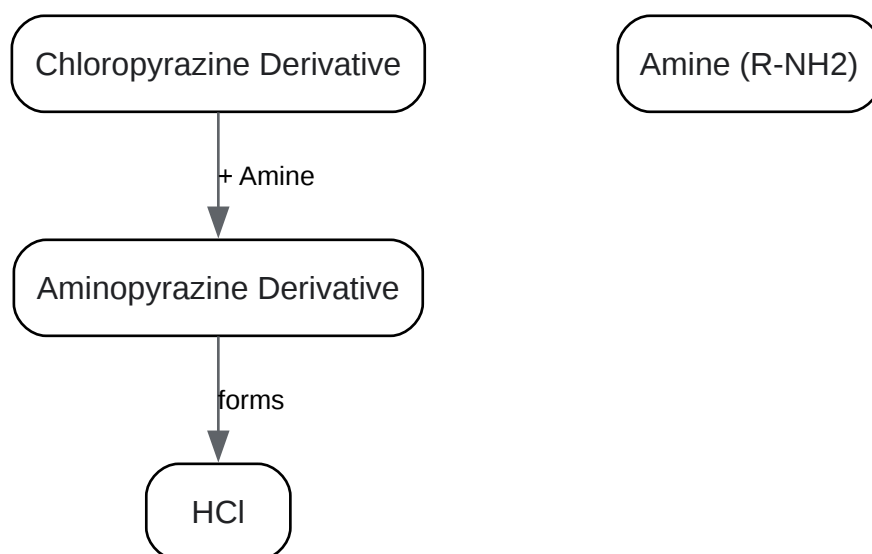 Chloropyrazine Derivative
Amine (R-NH2)
+ Amine
Aminopyrazine Derivative
forms
HCl